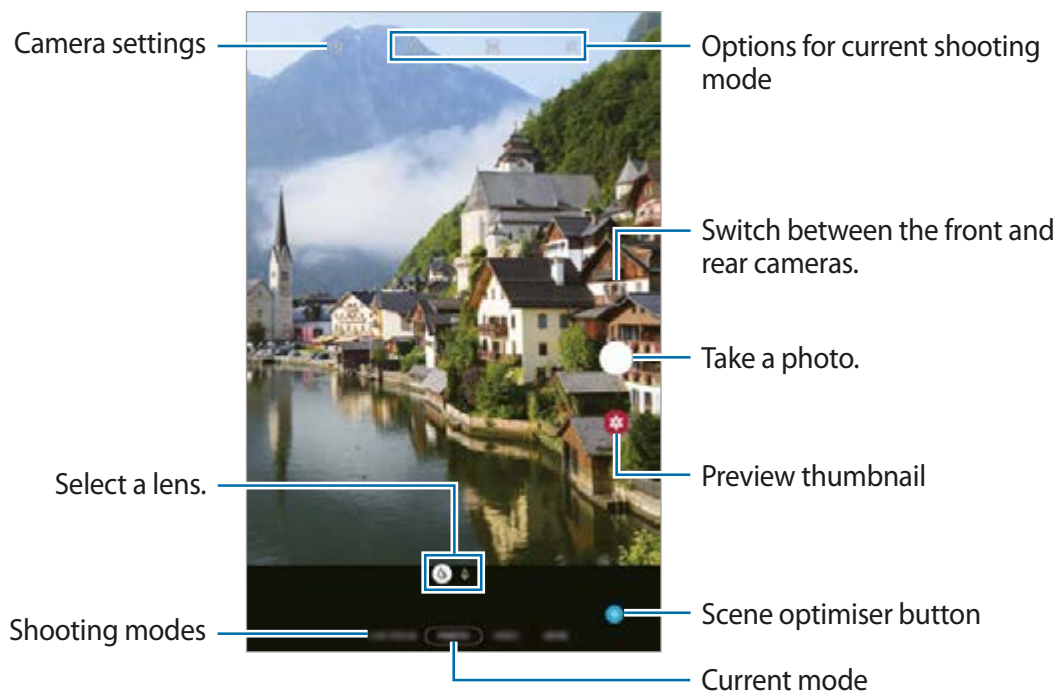 Camera settings
Options for current shooting
mode
Switch between the front and
rear cameras.
Take a photo.
Select a lens.
Preview thumbnail
Scene optimiser button
Shooting modes
Current mode